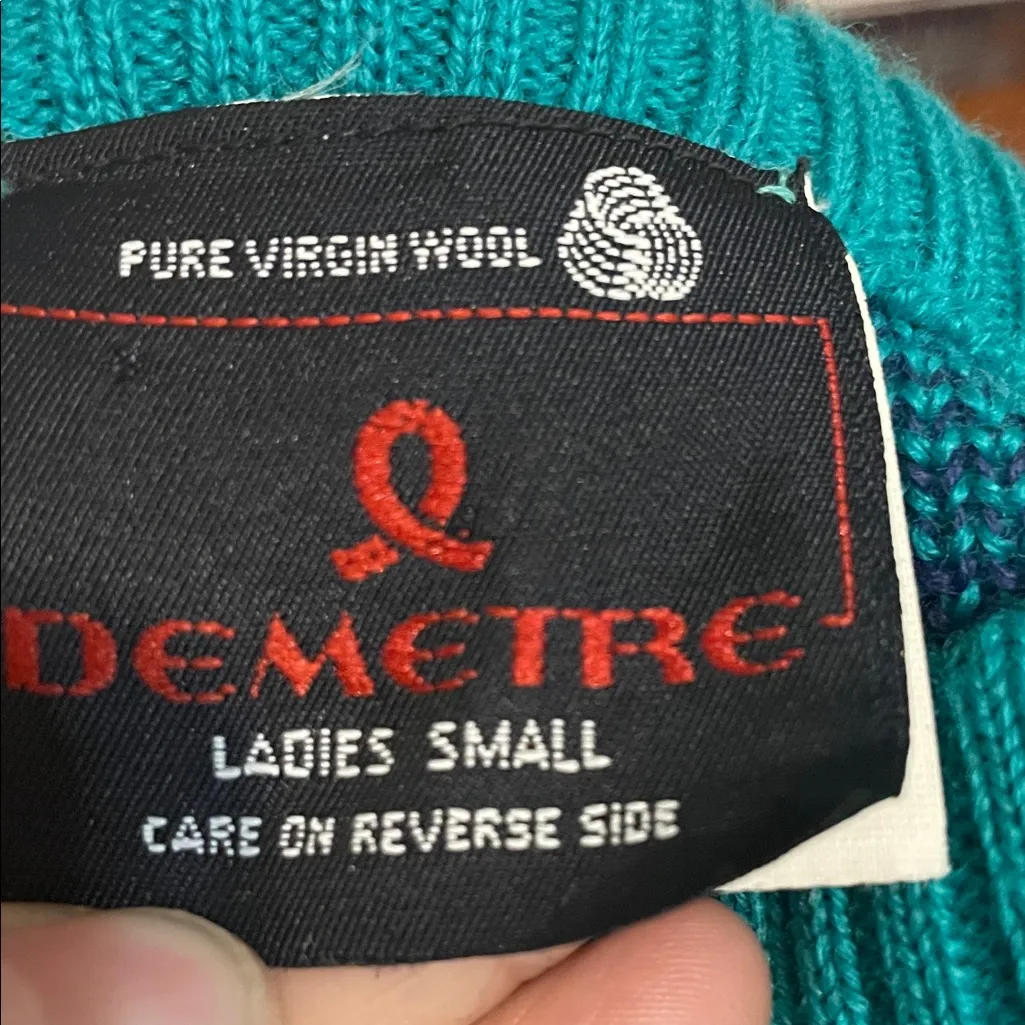 PURE VIRGIN WOOL
DEMETRE
LADIES SMALL
CARE ON REVERSE SIDE